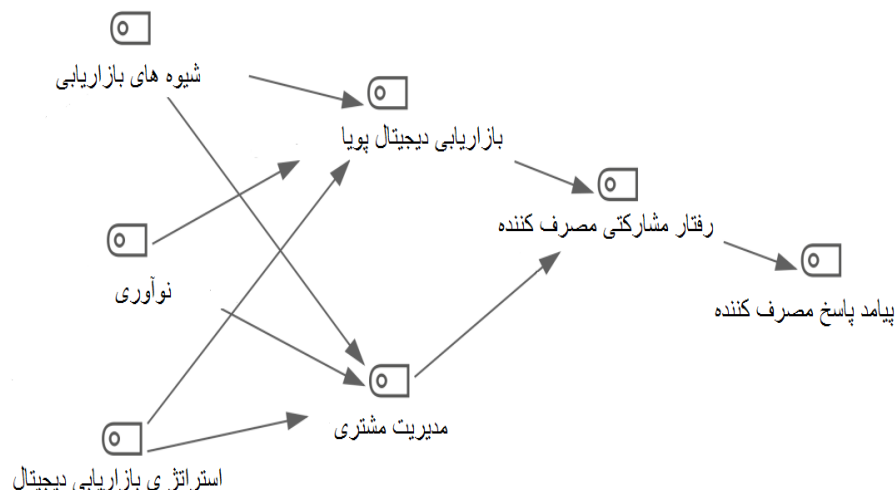 شیوه های بازاریابی
بازاریابی دیجیتال پویا
رفتار مشارکتی مصرف کننده
نوآوری
پیامد پاسخ مصرف کننده
مدیریت مشتری
استراتژ ی بازاریابی دیجیتال